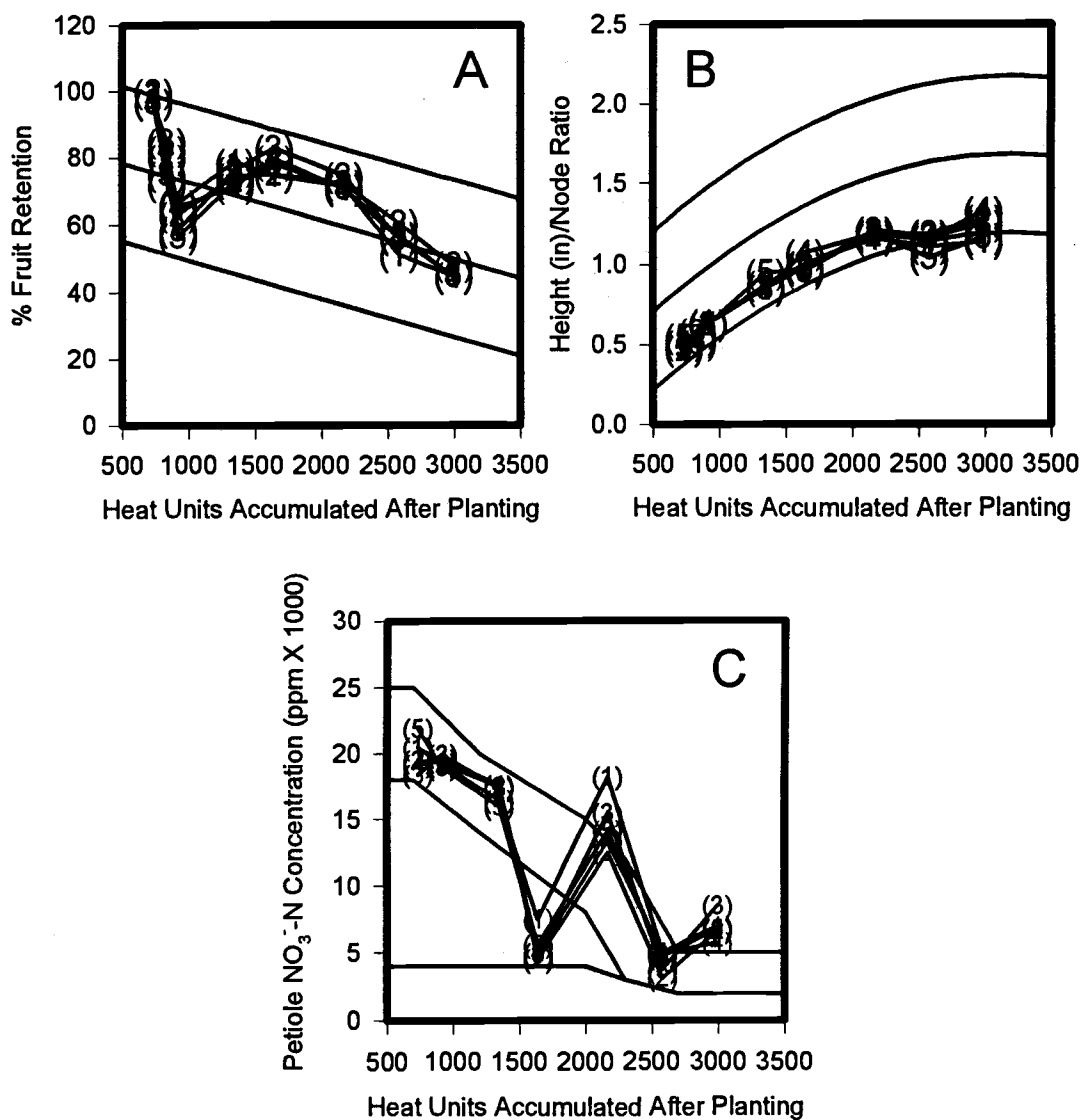 120
100
80
60
40
20
0
% Fruit Retention
A
500 1000 1500 2000 2500 3000 3500
Heat Units Accumulated After Planting
2.5
2.0
1.5
1.0
0.5
0.0
Height (in)/Node Ratio
B
500 1000 1500 2000 2500 3000 3500
Heat Units Accumulated After Planting
30
25
20
15
10
5
0
Petiole NO₃⁻-N Concentration (ppm X 1000)
C
(5)
(1)
(3)
500 1000 1500 2000 2500 3000 3500
Heat Units Accumulated After Planting